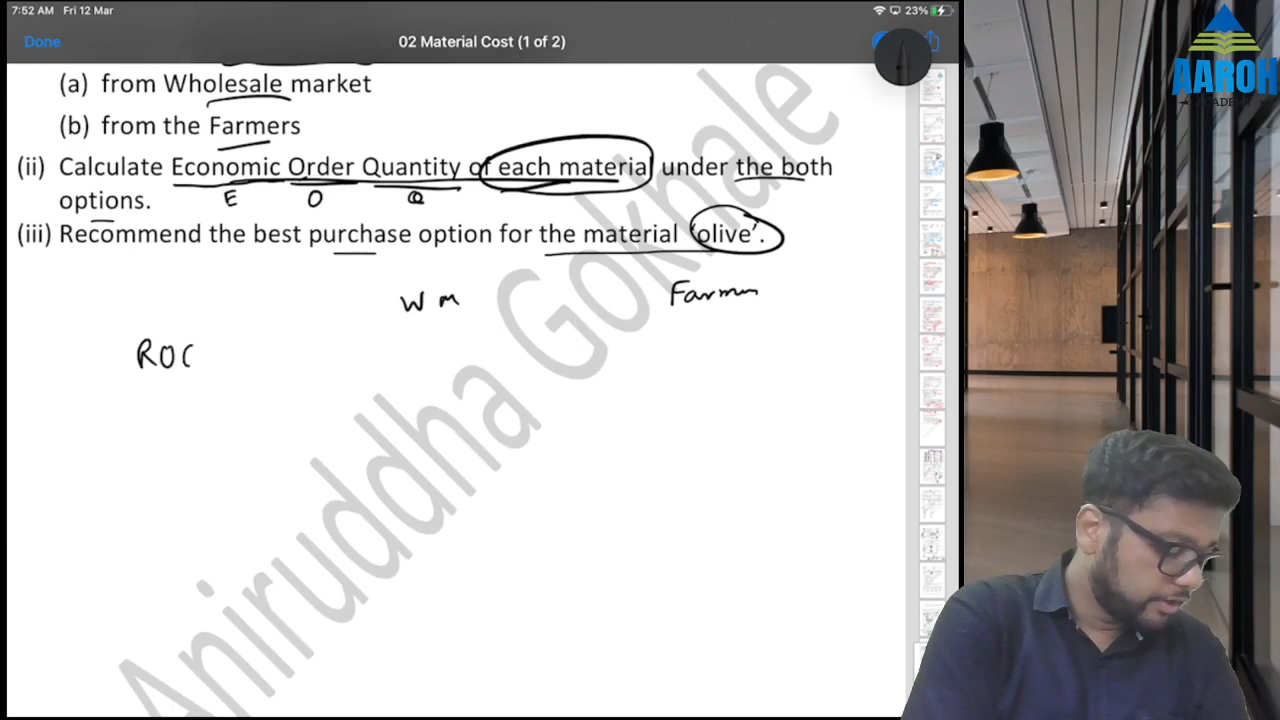 7:52 AM Fri 12 Mar 23%
Done 02 Material Cost (1 of 2)
(a) from Wholesale market
(b) from the Farmers
(ii) Calculate Economic Order Quantity of each material under the both
options. E O Q
(iii) Recommend the best purchase option for the material 'olive'.
W M Farmer
ROC
Aniruddha Gokhale
AAROH